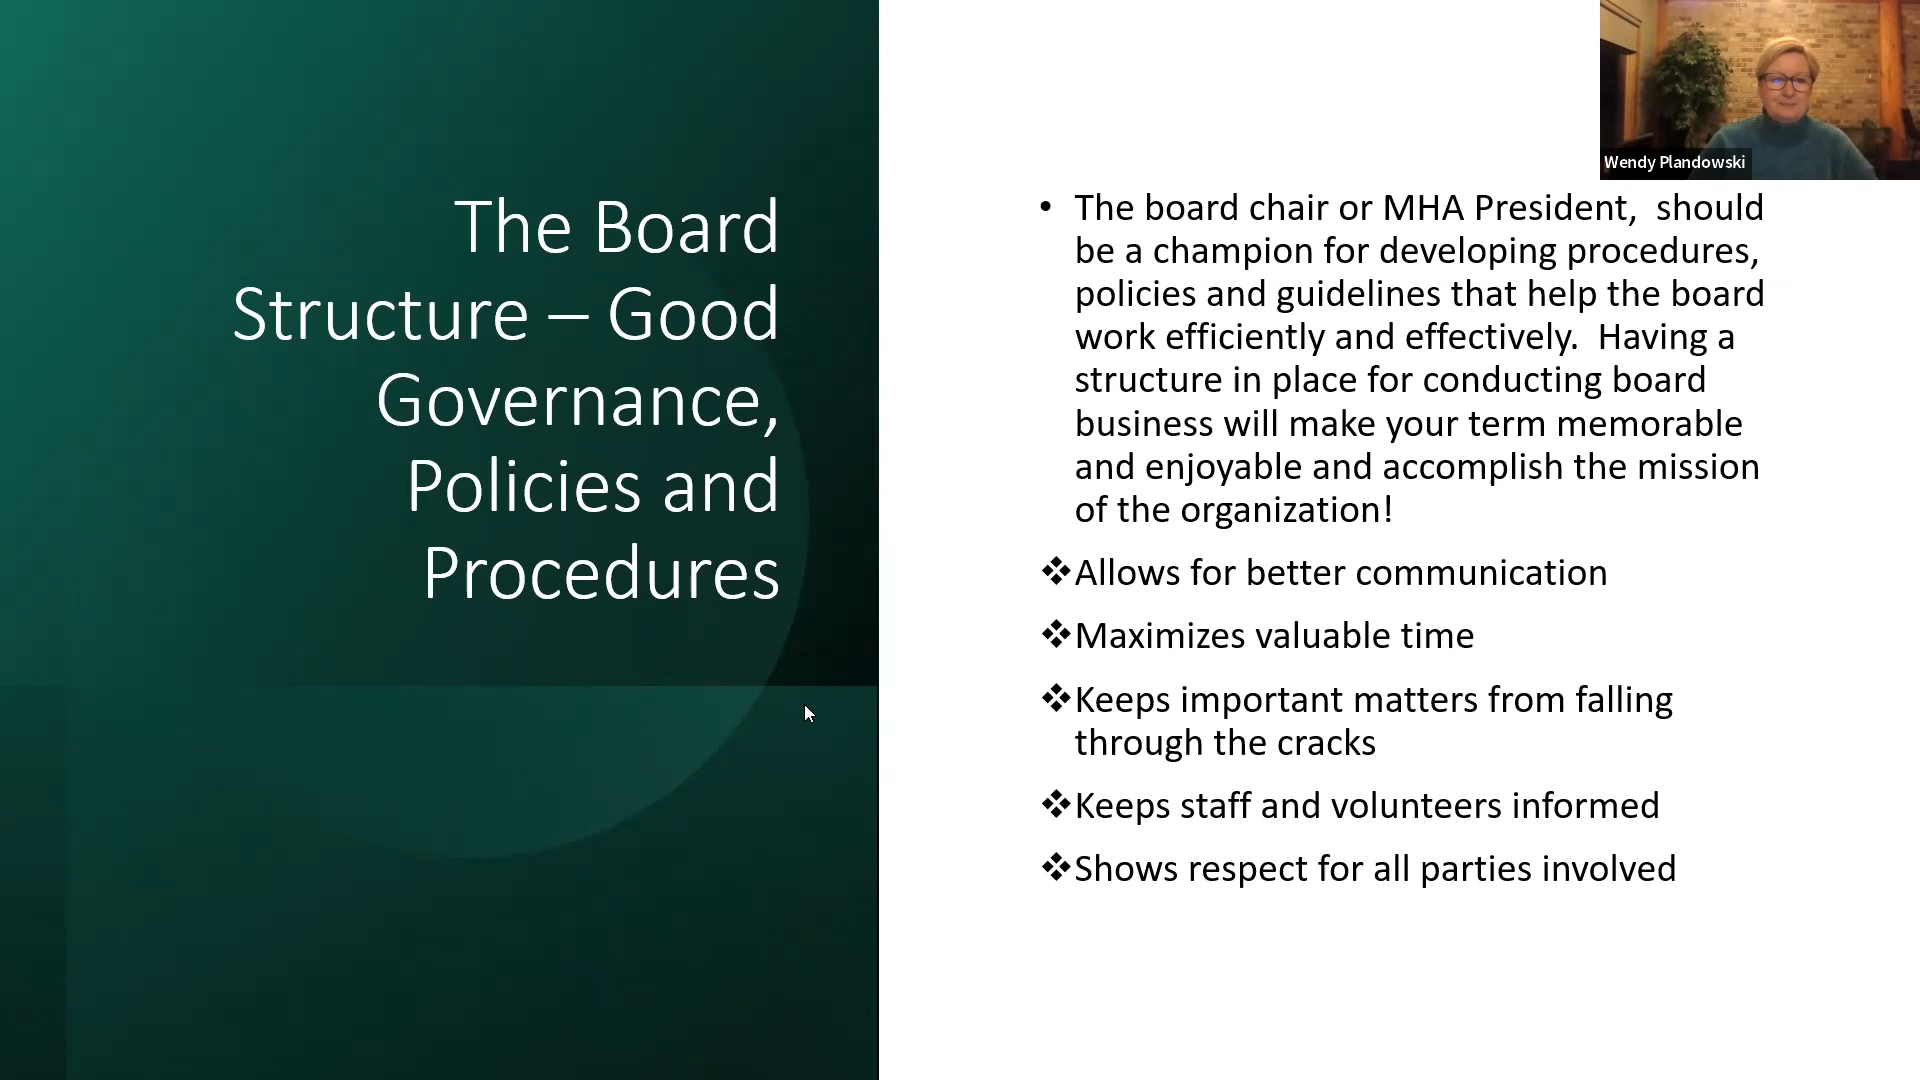 The Board
Structure – Good
Governance,
Policies and
Procedures
Wendy Plandowski
• The board chair or MHA President,  should
be a champion for developing procedures,
policies and guidelines that help the board
work efficiently and effectively.  Having a
structure in place for conducting board
business will make your term memorable
and enjoyable and accomplish the mission
of the organization!
❖Allows for better communication
❖Maximizes valuable time
❖Keeps important matters from falling
through the cracks
❖Keeps staff and volunteers informed
❖Shows respect for all parties involved